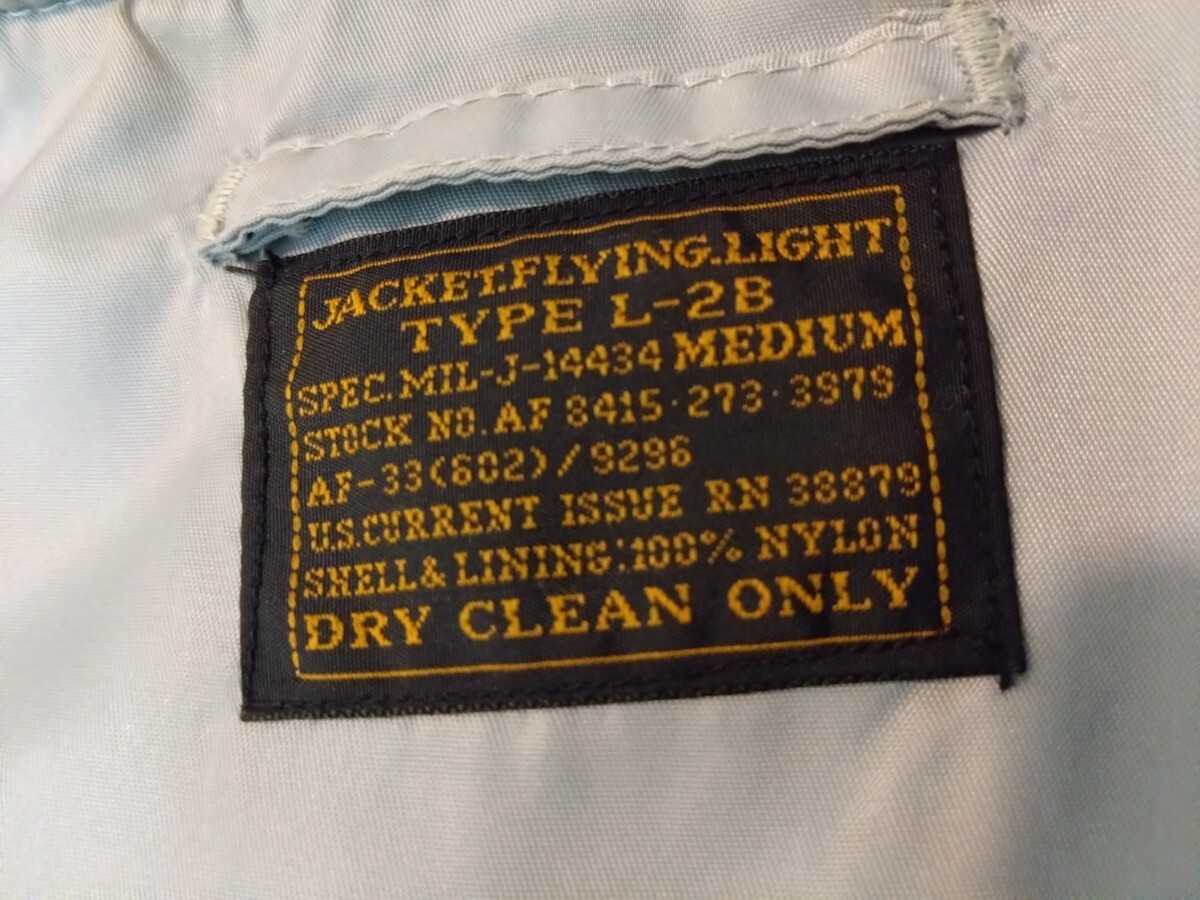 JACKET.FLYING.LIGHT
TYPE L-2B
SPEC.MIL-J-14434 MEDIUM
STOCK NO. AF 8415·273·3979
AF-33(602)/9296
U.S.CURRENT ISSUE RN 38879
SHELL & LINING:100% NYLON
DRY CLEAN ONLY